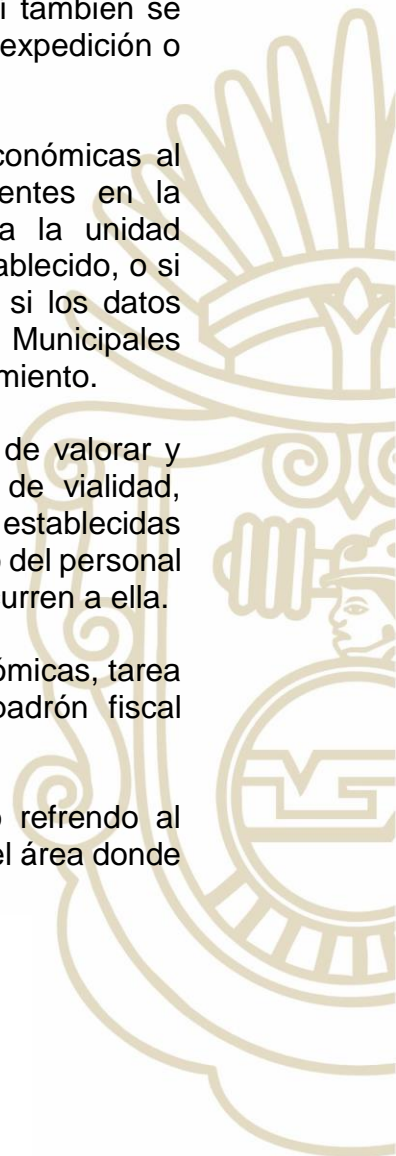 i también se
expedición o
conómicas al
entes en la
a la unidad
ablecido, o si
si los datos
Municipales
miento.
de valorar y
de vialidad,
establecidas
o del personal
urren a ella.
ómicas, tarea
padrón fiscal
o refrendo al
el área donde